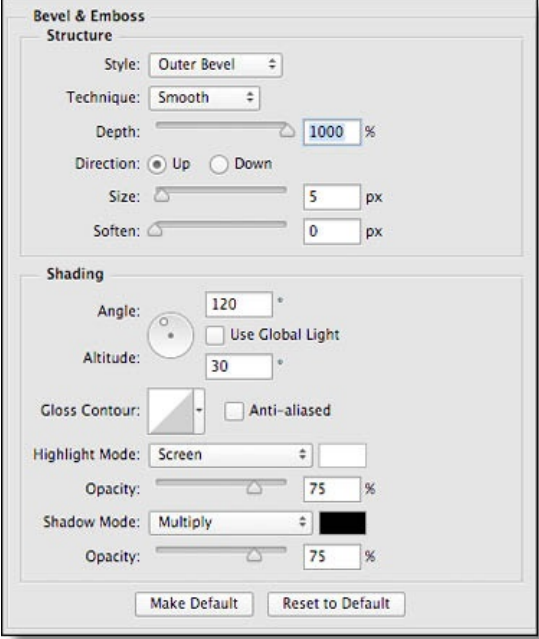 Bevel & Emboss
Structure
Style: Outer Bevel
Technique: Smooth
Depth: 1000 %
Direction: Up Down
Size: 5 px
Soften: 0 px
Shading
Angle: 120 °
Use Global Light
Altitude: 30 °
Gloss Contour: Anti-aliased
Highlight Mode: Screen
Opacity: 75 %
Shadow Mode: Multiply
Opacity: 75 %
Make Default Reset to Default